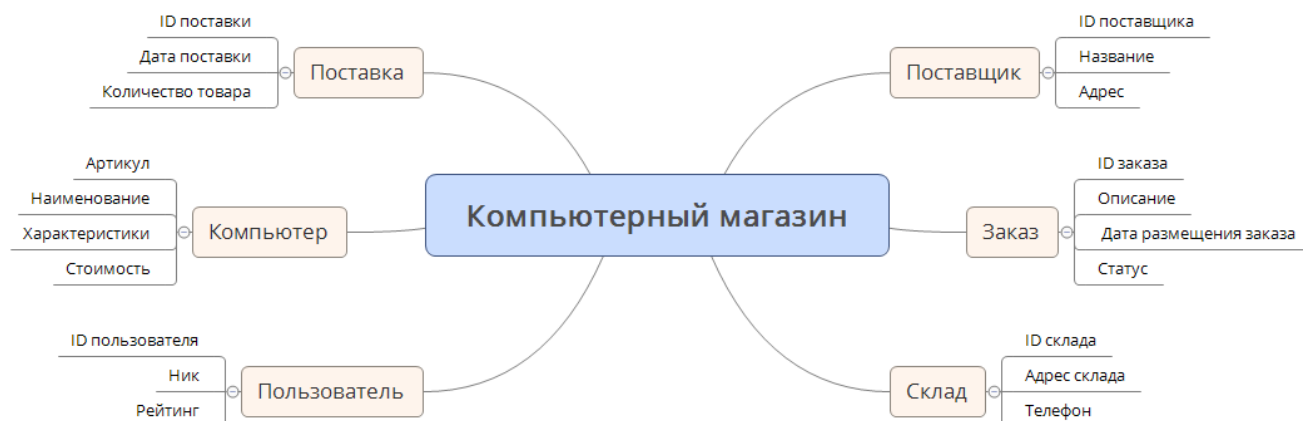 ID поставки
Дата поставки
Количество товара
Поставка
Артикул
Наименование
Характеристики
Стоимость
Компьютер
ID пользователя
Ник
Рейтинг
Пользователь
Компьютерный магазин
Поставщик
ID поставщика
Название
Адрес
Заказ
ID заказа
Описание
Дата размещения заказа
Статус
Склад
ID склада
Адрес склада
Телефон